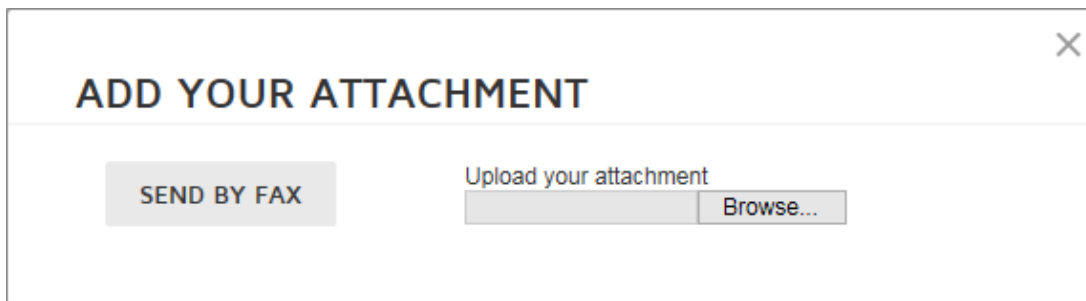 ADD YOUR ATTACHMENT
SEND BY FAX
Upload your attachment
Browse...